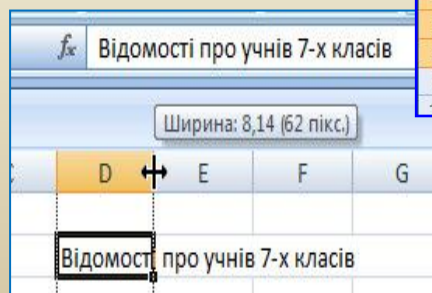 fx Відомості про учнів 7-х класів
Ширина: 8,14 (62 пікс.)
D E F G
Відомості про учнів 7-х класів